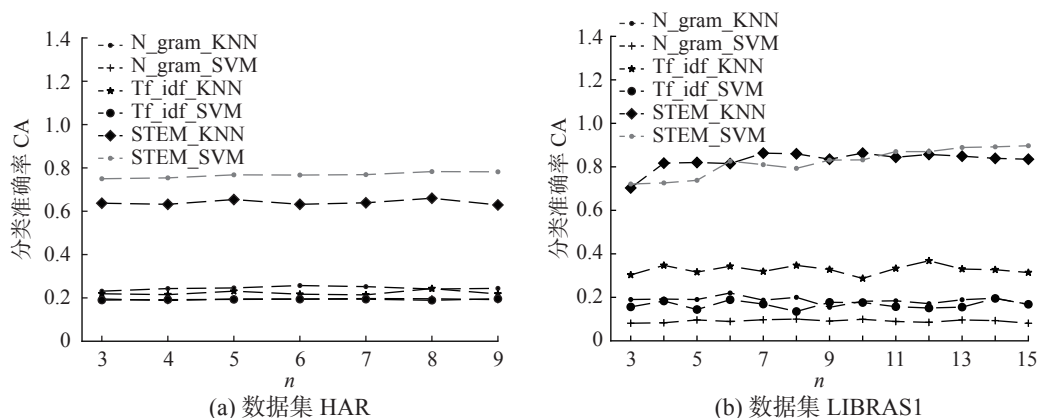 1.4
1.2
1.0
0.8
0.6
0.4
0.2
0
分类准确率 CA
N_gram_KNN
N_gram_SVM
Tf_idf_KNN
Tf_idf_SVM
STEM_KNN
STEM_SVM
3 4 5 6 7 8 9
n
(a) 数据集 HAR
1.4
1.2
1.0
0.8
0.6
0.4
0.2
0
分类准确率 CA
N_gram_KNN
N_gram_SVM
Tf_idf_KNN
Tf_idf_SVM
STEM_KNN
STEM_SVM
3 5 7 9 11 13 15
n
(b) 数据集 LIBRAS1